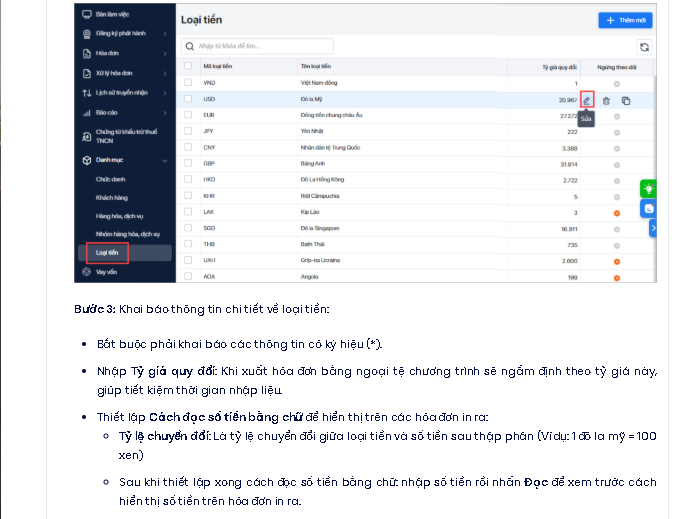 Bàn làm việc
Đăng ký phát hành
Hóa đơn
Xử lý hóa đơn
Lịch sử truyền nhận
Báo cáo
Chứng từ khấu trừ thuế
TNCN
Danh mục
Chức danh
Khách hàng
Hàng hóa, dịch vụ
Nhóm hàng hóa, dịch vụ
Loại tiền
Vay vốn
Loại tiền
+ Thêm mới
Nhập từ khóa để tìm...
Mã loại tiền Tên loại tiền Tỷ giá quy đổi Ngừng theo dõi
VND Việt Nam đồng 1
USD Đô la Mỹ 20.967
Sửa
EUR Đồng tiền chung châu Âu 27.272
JPY Yên Nhật 222
CNY Nhân dân tệ Trung Quốc 3.388
GBP Bảng Anh 31.814
HKD Đô La Hồng Kông 2.722
KHR Riêl Cămpuchia 5
LAK Kíp Lào 3
SGD Đô la Singapore 16.811
THB Bath Thái 735
UAH Gríp-na Ucraina 2.600
AOA Angola 199
Bước 3: Khai báo thông tin chi tiết về loại tiền:
Bắt buộc phải khai báo các thông tin có ký hiệu (*).
Nhập Tỷ giá quy đổi: Khi xuất hóa đơn bằng ngoại tệ chương trình sẽ ngầm định theo tỷ giá này,
giúp tiết kiệm thời gian nhập liệu.
Thiết lập Cách đọc số tiền bằng chữ để hiển thị trên các hóa đơn in ra:
Tỷ lệ chuyển đổi: Là tỷ lệ chuyển đổi giữa loại tiền và số tiền sau thập phân (Ví dụ: 1 đô la mỹ = 100
xen)
Sau khi thiết lập xong cách đọc số tiền bằng chữ: nhập số tiền rồi nhấn Đọc để xem trước cách
hiển thị số tiền trên hóa đơn in ra.